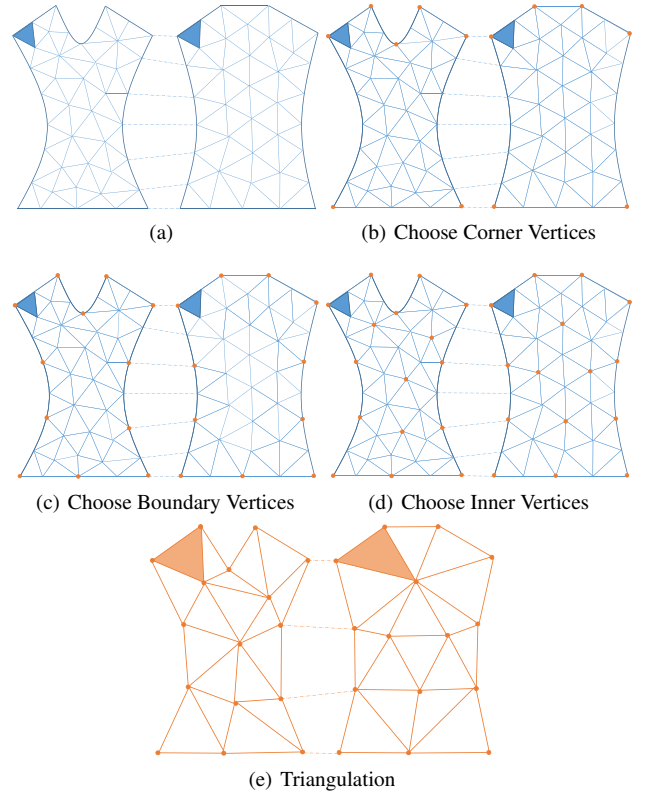 (a)
(b) Choose Corner Vertices
(c) Choose Boundary Vertices
(d) Choose Inner Vertices
(e) Triangulation